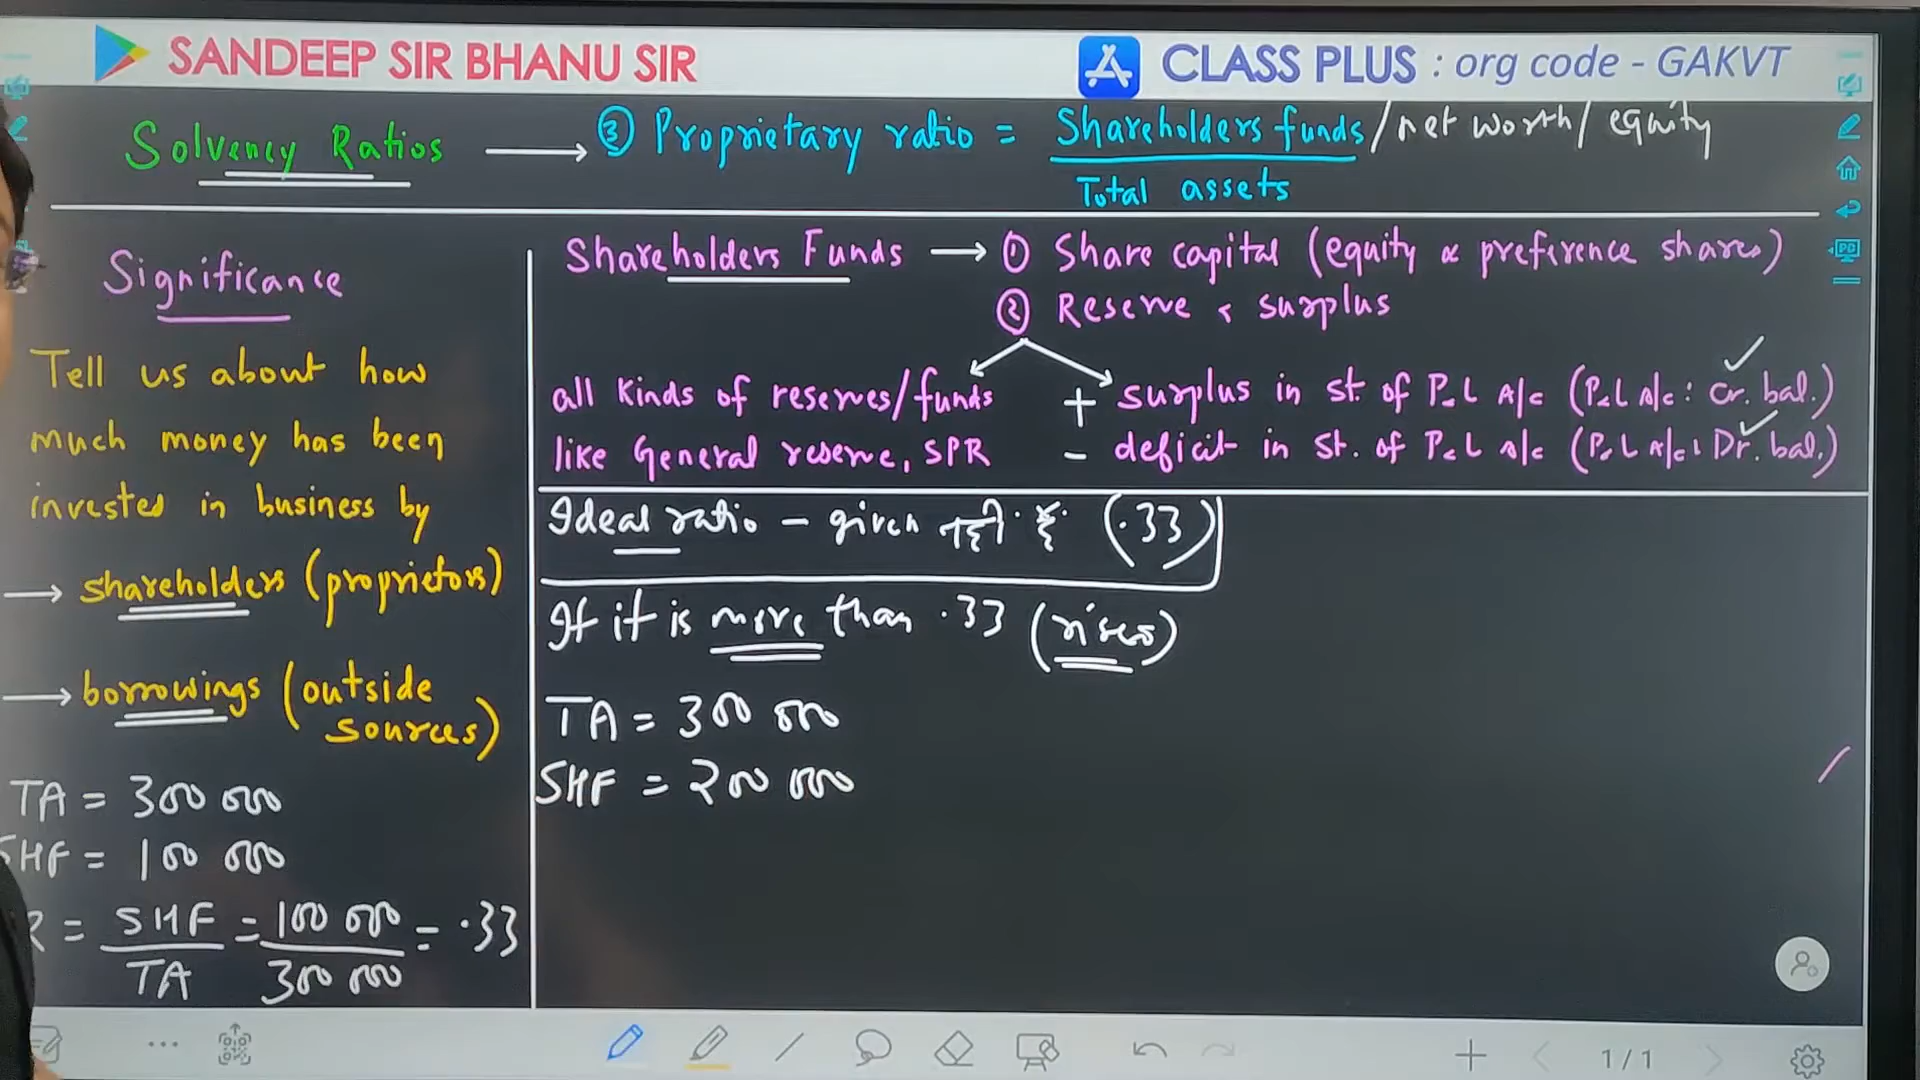 SANDEEP SIR BHANU SIR
CLASS PLUS : org code - GAKVT
Solvency Ratios → ③ Proprietary ratio = Shareholders funds/net worth/equity
Total assets
Significance
Tell us about how
much money has been
invested in business by
→ shareholders (proprietors)
→ borrowings (outside
sources)
TA = 300 000
SHF = 100 000
R = SHF = 100 000 = .33
TA 300 000
Shareholders Funds → ① Share capital (equity & preference shares)
② Reserve & surplus
all kinds of reserves/funds
like General reserve, SPR
+ surplus in st. of P&L A/c (P&L A/c: Cr. bal.)
- deficit in St. of P&L A/c (P&L A/c: Dr. bal.)
Ideal ratio - given नहीं है (.33)
If it is more than .33 (rises)
TA = 300 000
SHF = 200 000
PD
1/1